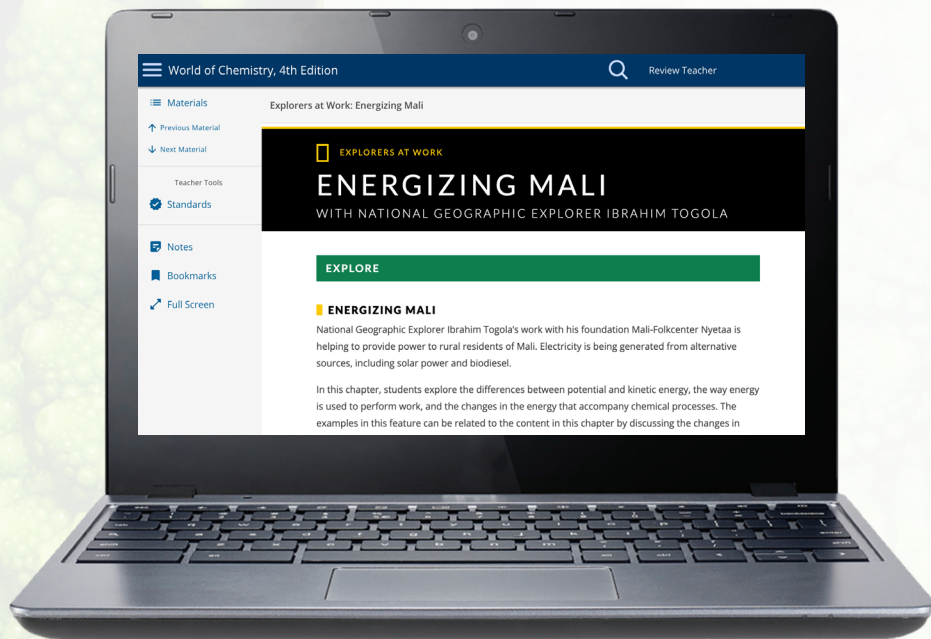 World of Chemistry, 4th Edition
Review Teacher
Materials
Previous Material
Next Material
Teacher Tools
Standards
Notes
Bookmarks
Full Screen
Explorers at Work: Energizing Mali
EXPLORERS AT WORK
ENERGIZING MALI
WITH NATIONAL GEOGRAPHIC EXPLORER IBRAHIM TOGOLA
EXPLORE
ENERGIZING MALI
National Geographic Explorer Ibrahim Togola's work with his foundation Mali-Folkcenter Nyetaa is
helping to provide power to rural residents of Mali. Electricity is being generated from alternative
sources, including solar power and biodiesel.
In this chapter, students explore the differences between potential and kinetic energy, the way energy
is used to perform work, and the changes in the energy that accompany chemical processes. The
examples in this feature can be related to the content in this chapter by discussing the changes in